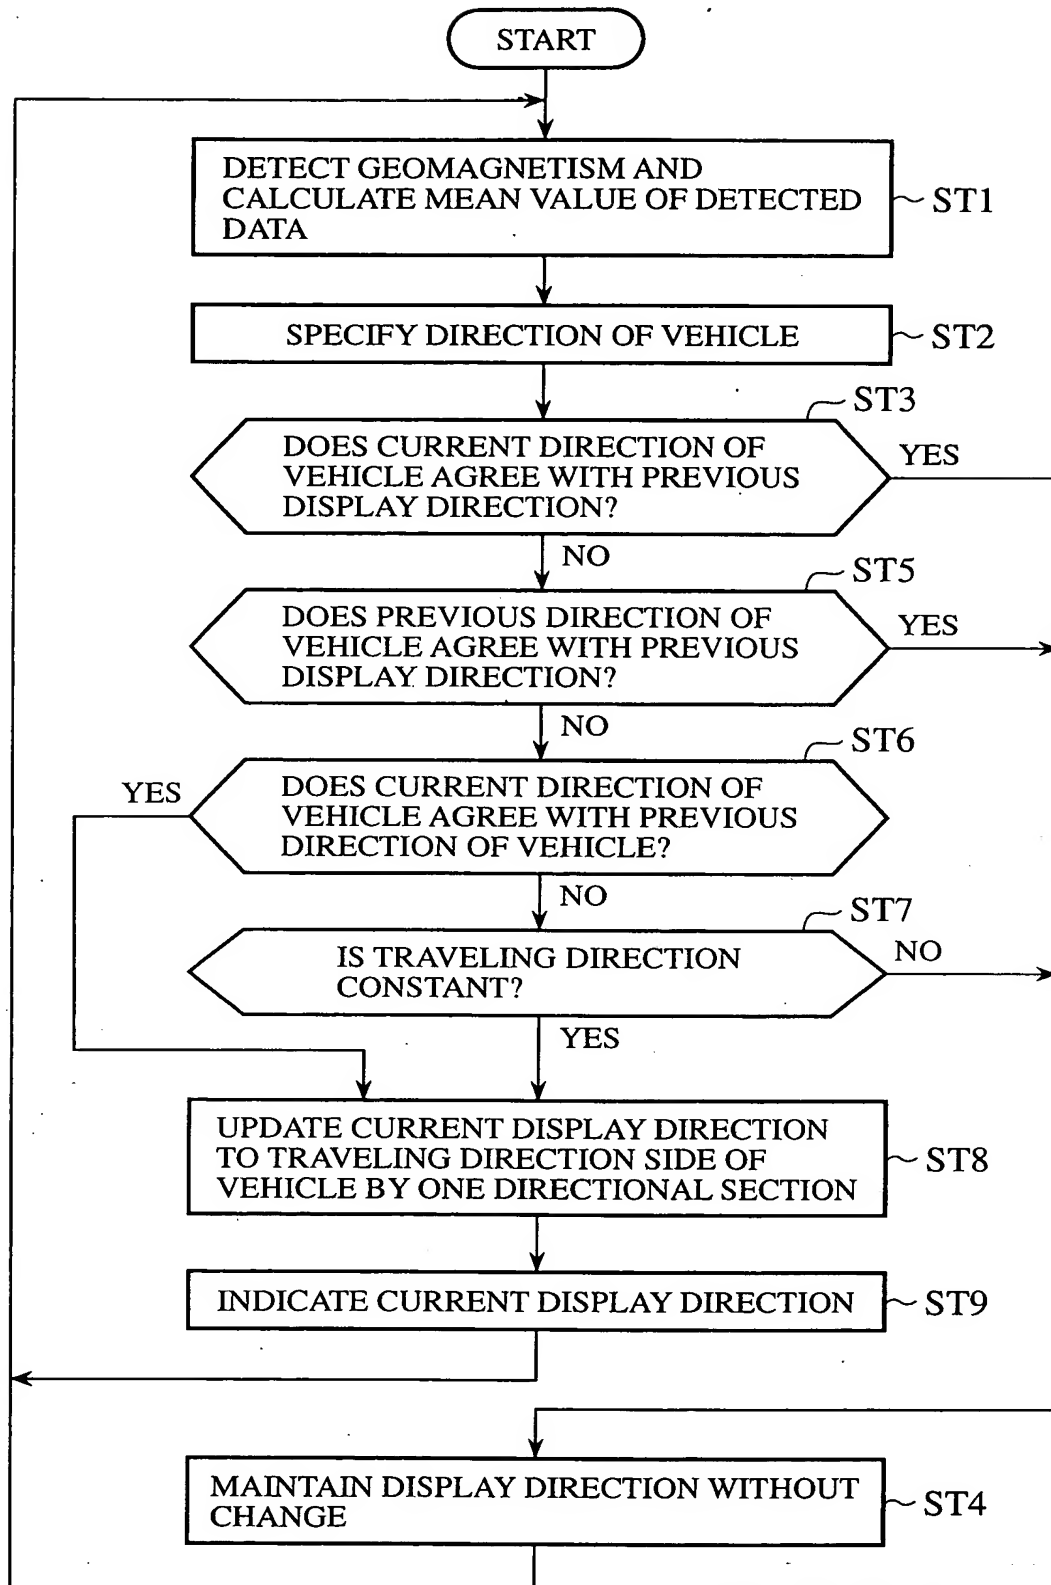 START
DETECT GEOMAGNETISM AND
CALCULATE MEAN VALUE OF DETECTED
DATA
ST1
SPECIFY DIRECTION OF VEHICLE
ST2
ST3
DOES CURRENT DIRECTION OF
VEHICLE AGREE WITH PREVIOUS
DISPLAY DIRECTION?
YES
NO
ST5
DOES PREVIOUS DIRECTION OF
VEHICLE AGREE WITH PREVIOUS
DISPLAY DIRECTION?
YES
NO
ST6
DOES CURRENT DIRECTION OF
VEHICLE AGREE WITH PREVIOUS
DIRECTION OF VEHICLE?
YES
NO
ST7
IS TRAVELING DIRECTION
CONSTANT?
NO
YES
UPDATE CURRENT DISPLAY DIRECTION
TO TRAVELING DIRECTION SIDE OF
VEHICLE BY ONE DIRECTIONAL SECTION
ST8
INDICATE CURRENT DISPLAY DIRECTION
ST9
MAINTAIN DISPLAY DIRECTION WITHOUT
CHANGE
ST4